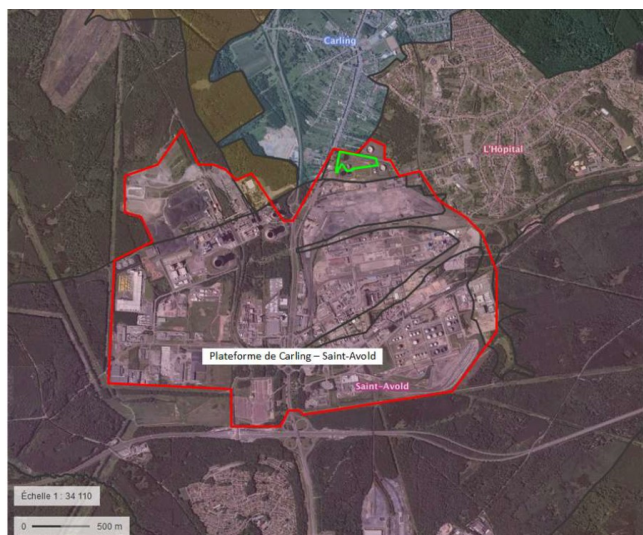 Carling
L'Hôpital
Plateforme de Carling – Saint-Avold
Saint-Avold
Échelle 1 : 34 110
0 500 m